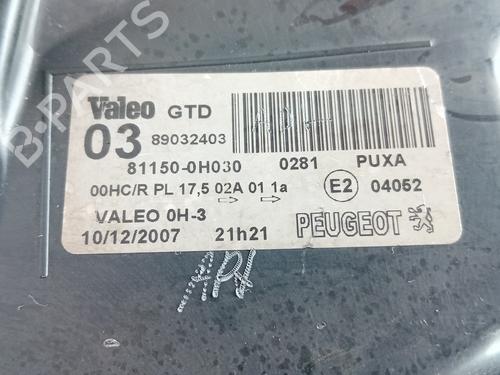 B-PARTS
Valeo GTD
03 89032403
81150-0H030 0281 PUXA
00HC/R PL 17,5 02A 01 1a E2 04052
VALEO 0H-3 PEUGEOT
10/12/2007 21h21